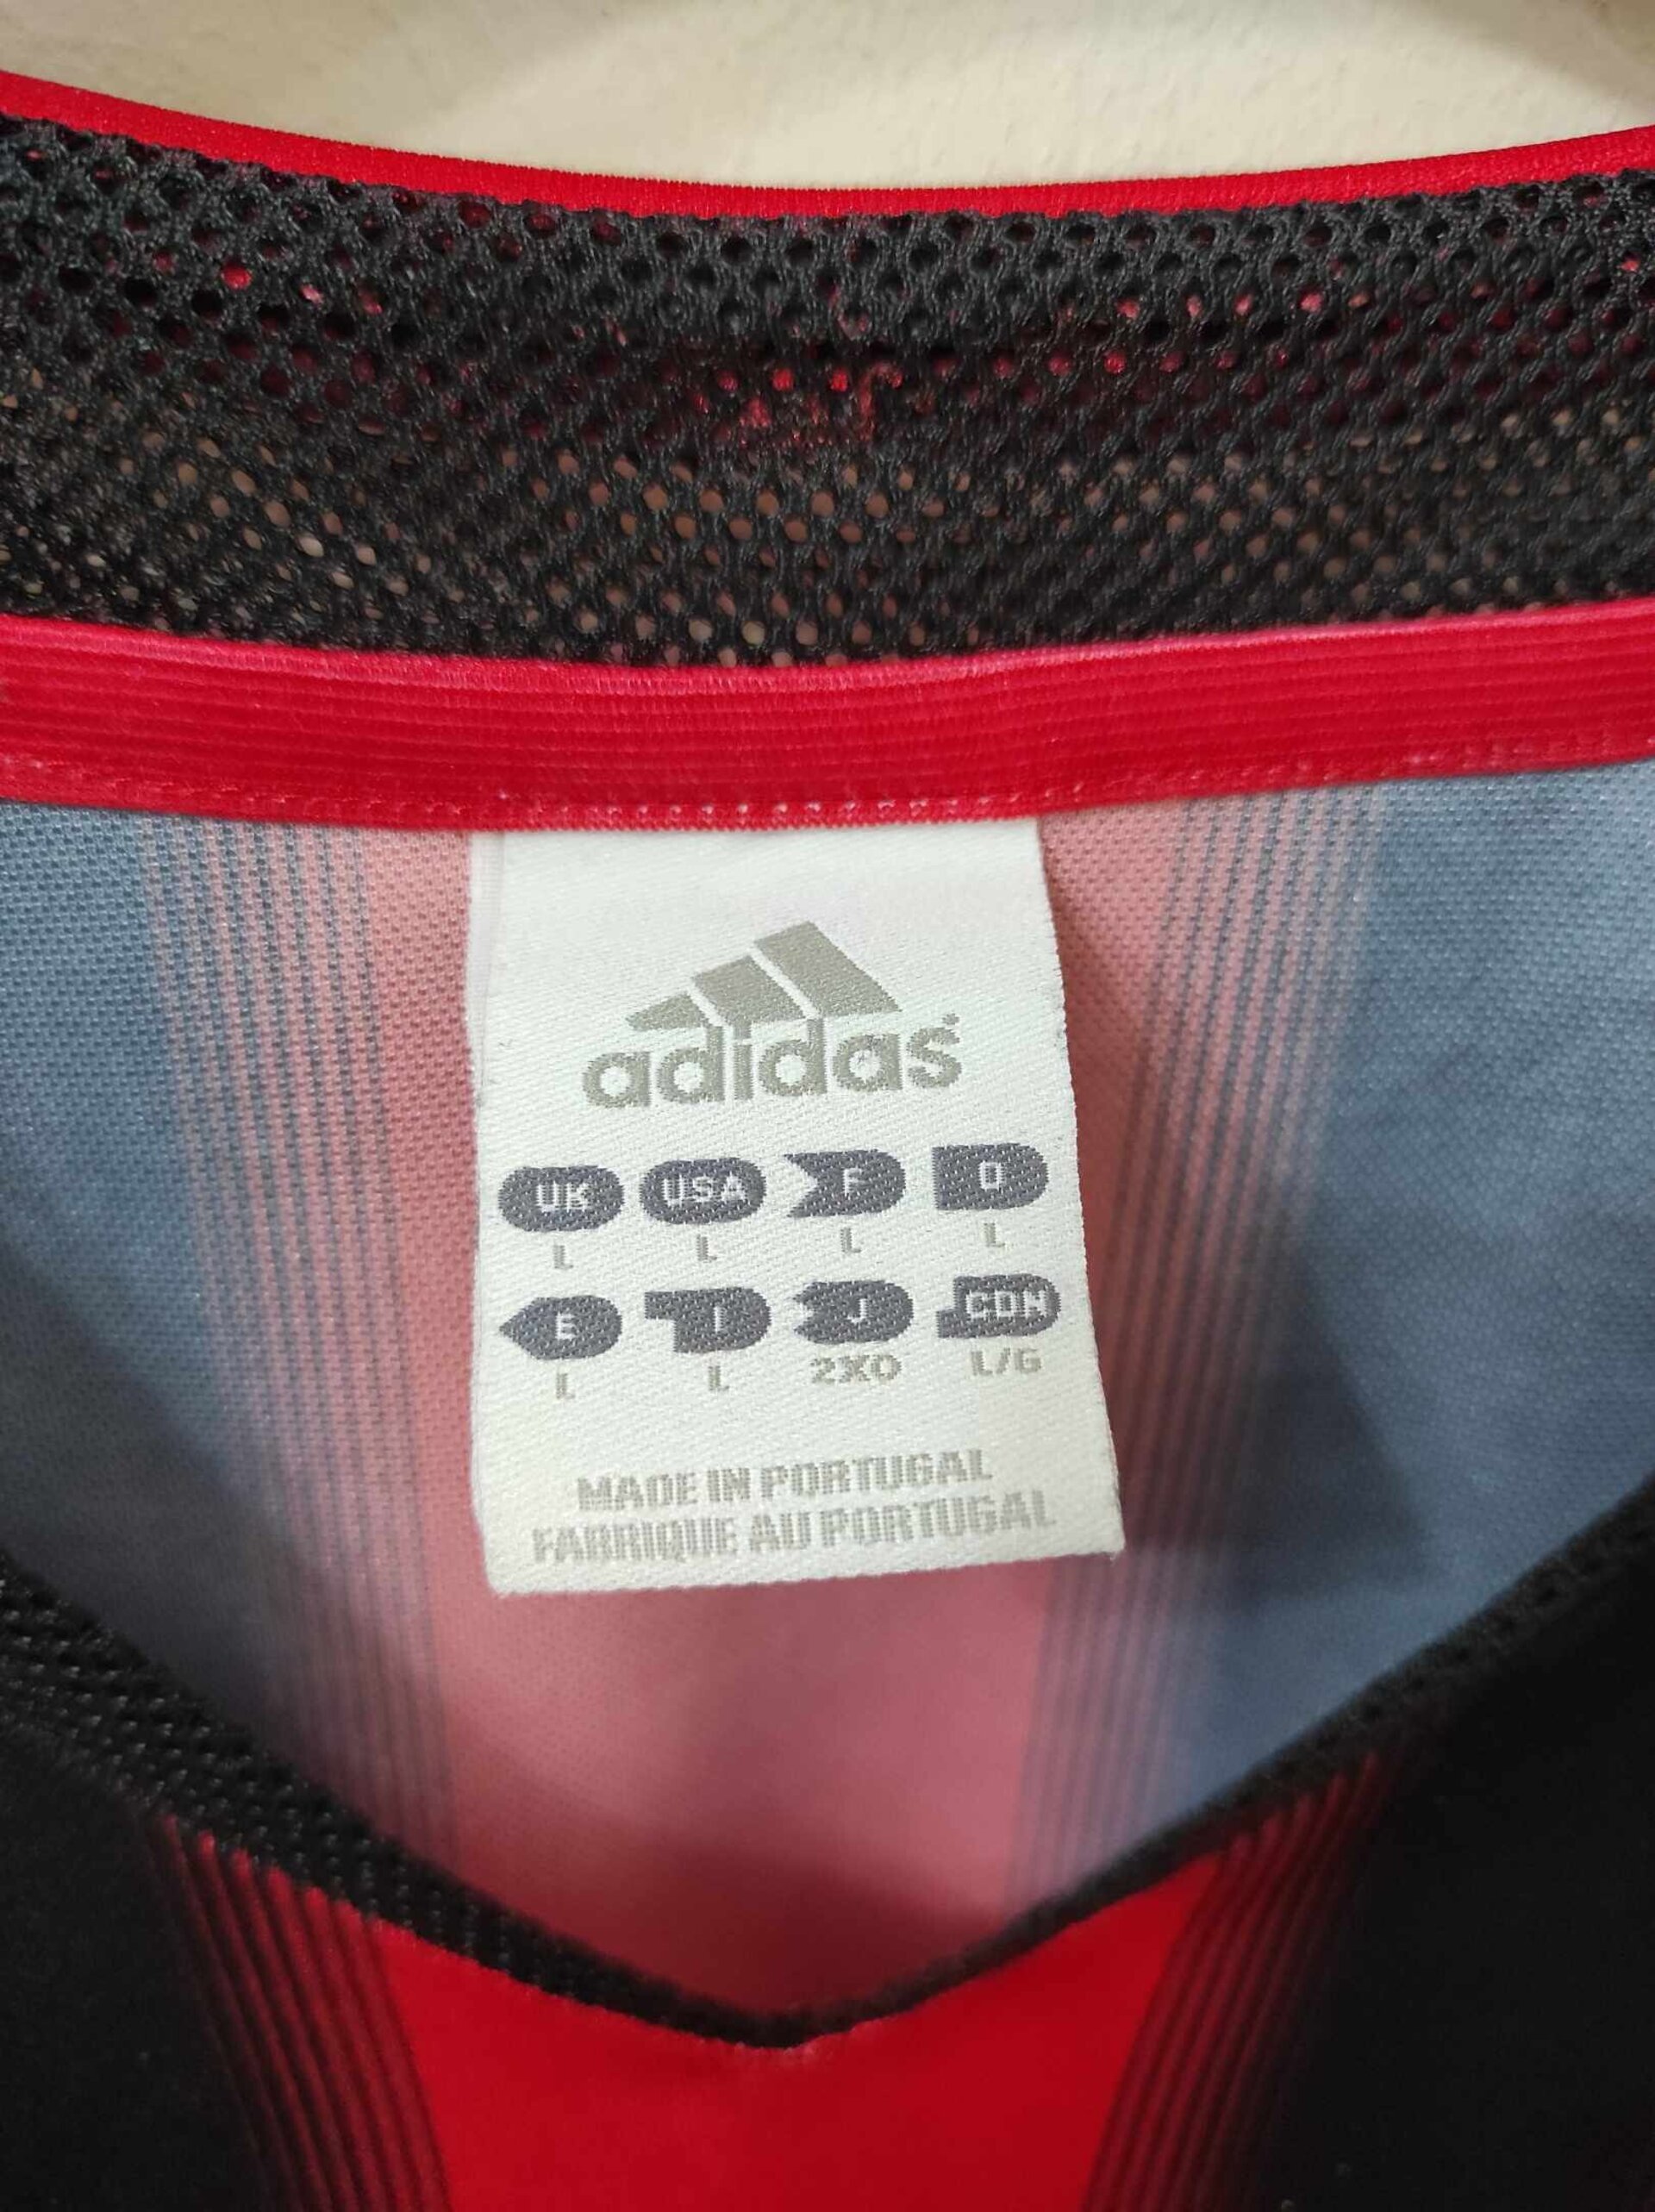 adidas
UK USA F D
L L L L
E I J CDN
L L 2XO L/G
MADE IN PORTUGAL
FABRIQUE AU PORTUGAL